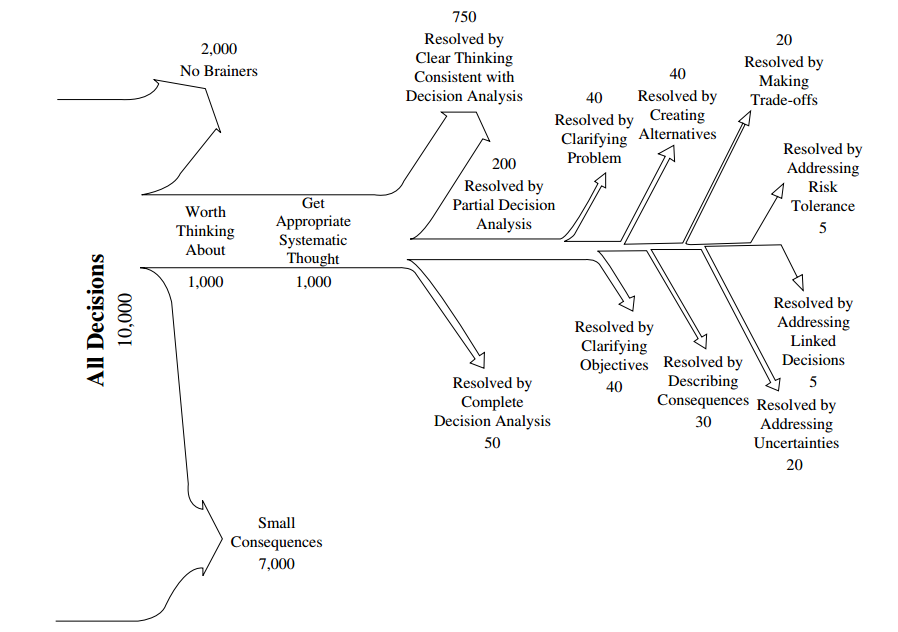 All Decisions
10,000
2,000
No Brainers
Worth
Thinking
About
1,000
Get
Appropriate
Systematic
Thought
1,000
Small
Consequences
7,000
750
Resolved by
Clear Thinking
Consistent with
Decision Analysis
200
Resolved by
Partial Decision
Analysis
Resolved by
Complete
Decision Analysis
50
40
Resolved by
Clarifying
Problem
40
Resolved by
Creating
Alternatives
20
Resolved by
Making
Trade-offs
Resolved by
Addressing
Risk
Tolerance
5
Resolved by
Clarifying
Objectives
40
Resolved by
Describing
Consequences
30
Resolved by
Addressing
Linked
Decisions
5
Resolved by
Addressing
Uncertainties
20